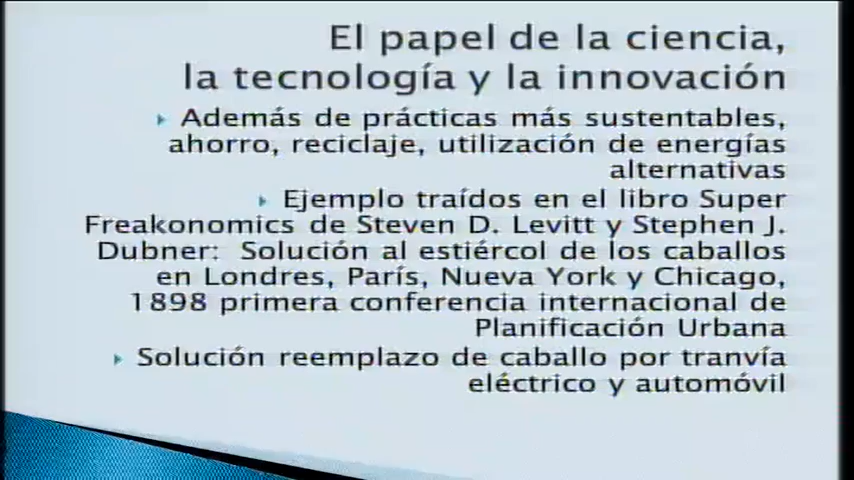 El papel de la ciencia,
la tecnología y la innovación
Además de prácticas más sustentables,
ahorro, reciclaje, utilización de energías
alternativas
Ejemplo traídos en el libro Super
Freakonomics de Steven D. Levitt y Stephen J.
Dubner:  Solución al estiércol de los caballos
en Londres, París, Nueva York y Chicago,
1898 primera conferencia internacional de
Planificación Urbana
Solución reemplazo de caballo por tranvía
eléctrico y automóvil